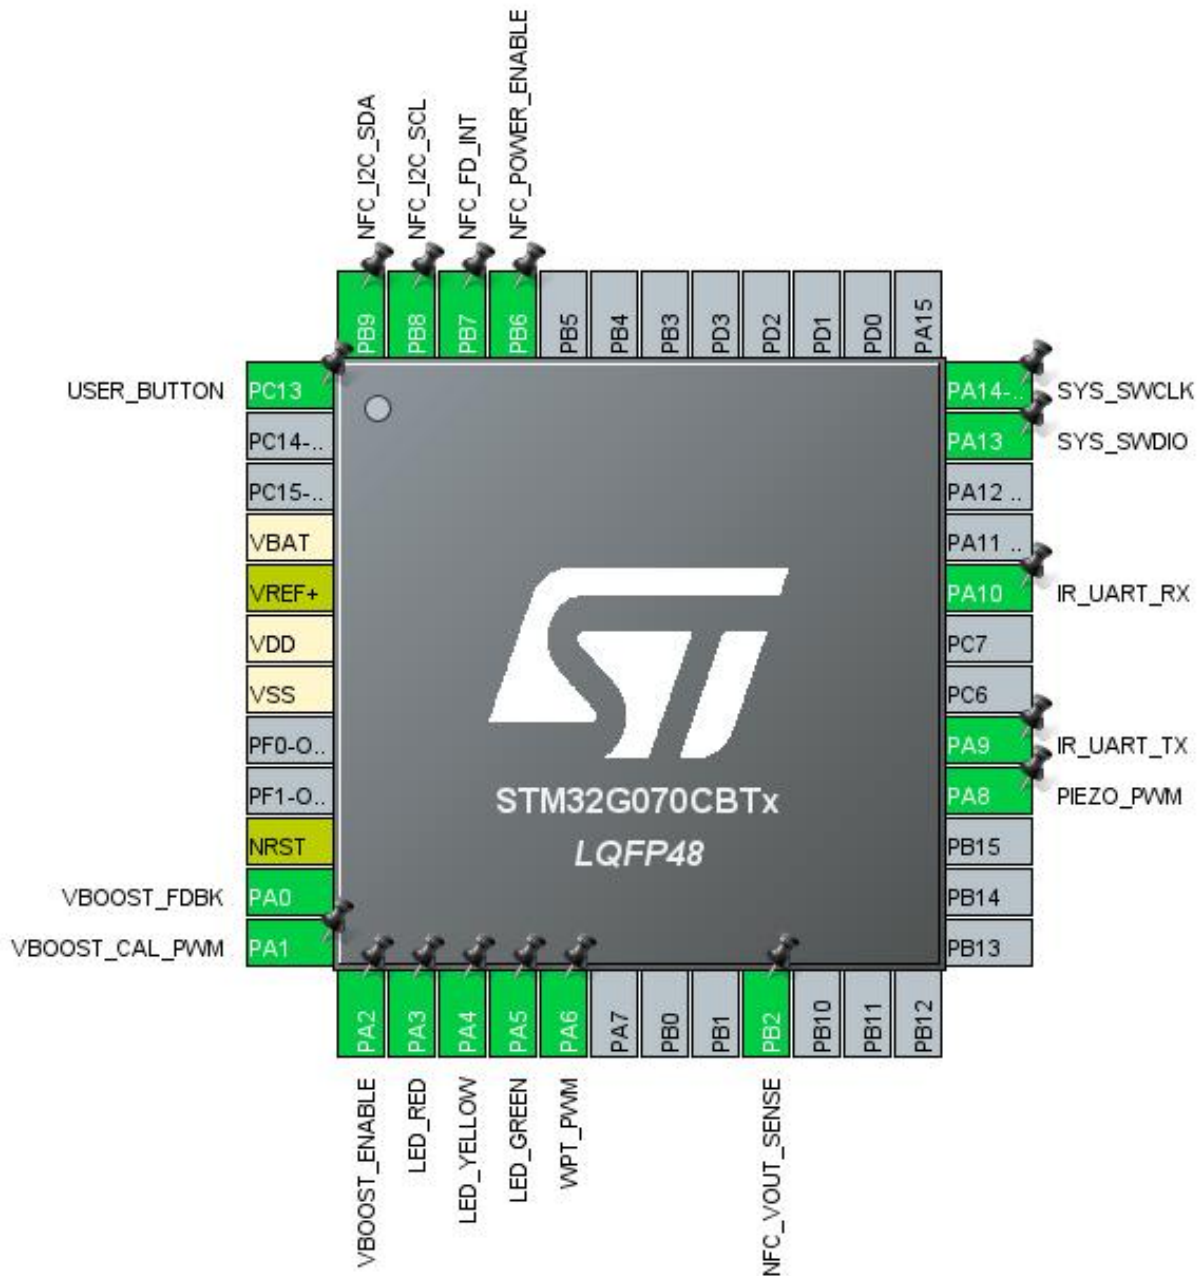 NFC_I2C_SDA
NFC_I2C_SCL
NFC_FD_INT
NFC_POWER_ENABLE
PB9
PB8
PB7
PB6
PB5
PB4
PB3
PD3
PD2
PD1
PD0
PA15
USER_BUTTON PC13
PC14-..
PC15-..
VBAT
VREF+
VDD
VSS
PF0-O..
PF1-O..
NRST
VBOOST_FDBK PA0
VBOOST_CAL_PWM PA1
ST
STM32G070CBTx
LQFP48
PA14-.. SYS_SWCLK
PA13 SYS_SWDIO
PA12 ..
PA11 ..
PA10 IR_UART_RX
PC7
PC6
PA9 IR_UART_TX
PA8 PIEZO_PWM
PB15
PB14
PB13
PA2
PA3
PA4
PA5
PA6
PA7
PB0
PB1
PB2
PB10
PB11
PB12
VBOOST_ENABLE
LED_RED
LED_YELLOW
LED_GREEN
WPT_PWM
NFC_VOUT_SENSE